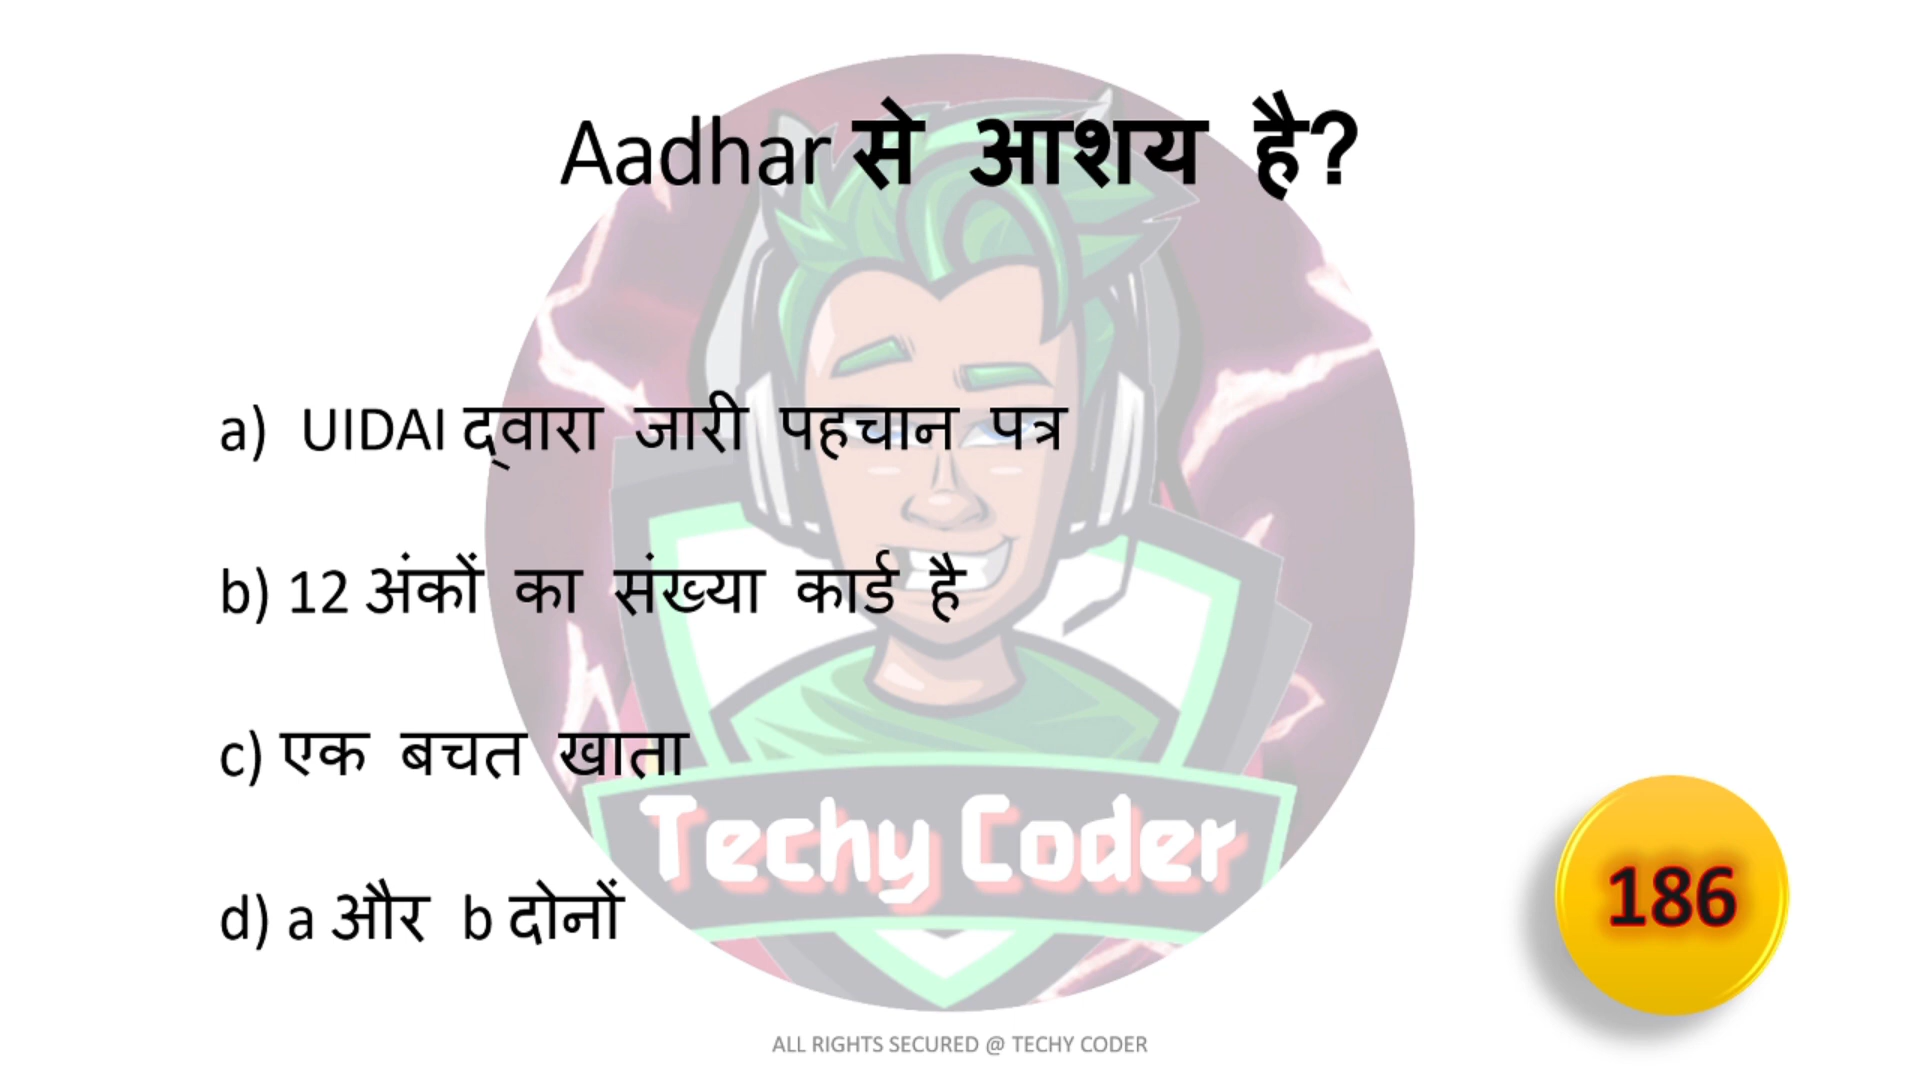 Aadhar से आशय है?
a) UIDAI द्वारा जारी पहचान पत्र
b) 12 अंकों का संख्या कार्ड है
c) एक बचत खाता
Techy Coder
d) a और b दोनों
186
ALL RIGHTS SECURED @ TECHY CODER